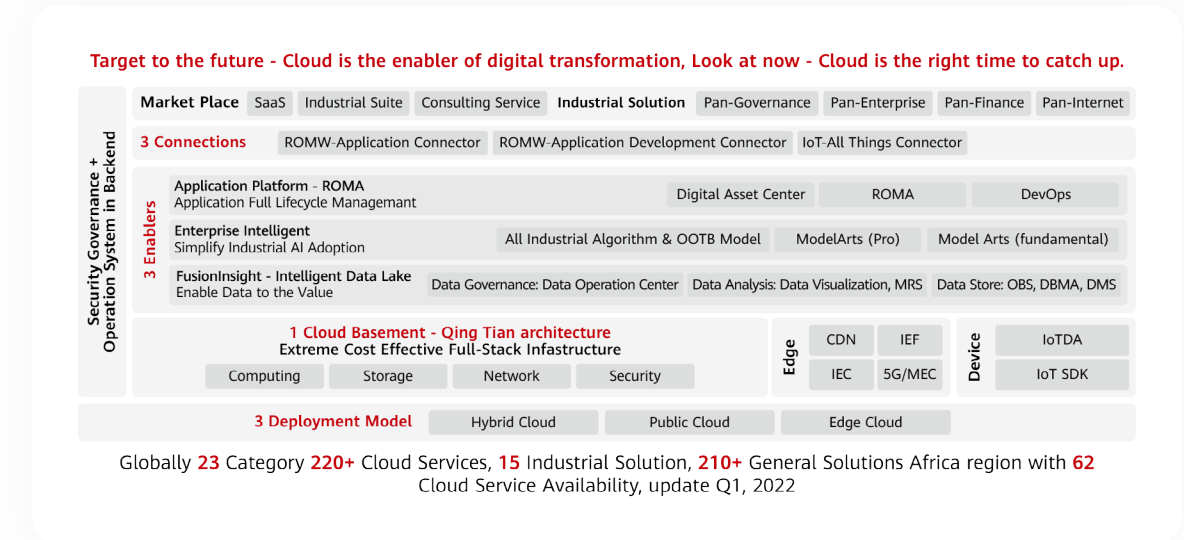 Target to the future - Cloud is the enabler of digital transformation, Look at now - Cloud is the right time to catch up.
Security Governance +
Operation System in Backend
Market Place SaaS Industrial Suite Consulting Service Industrial Solution Pan-Governance Pan-Enterprise Pan-Finance Pan-Internet
3 Connections ROMW-Application Connector ROMW-Application Development Connector IoT-All Things Connector
3 Enablers
Application Platform - ROMA
Application Full Lifecycle Managemant
Digital Asset Center ROMA DevOps
Enterprise Intelligent
Simplify Industrial AI Adoption
All Industrial Algorithm & OOTB Model ModelArts (Pro) Model Arts (fundamental)
FusionInsight - Intelligent Data Lake
Enable Data to the Value
Data Governance: Data Operation Center Data Analysis: Data Visualization, MRS Data Store: OBS, DBMA, DMS
1 Cloud Basement - Qing Tian architecture
Extreme Cost Effective Full-Stack Infastructure
Computing Storage Network Security
Edge
CDN IEF
IEC 5G/MEC
Device
IoTDA
IoT SDK
3 Deployment Model Hybrid Cloud Public Cloud Edge Cloud
Globally 23 Category 220+ Cloud Services, 15 Industrial Solution, 210+ General Solutions Africa region with 62
Cloud Service Availability, update Q1, 2022